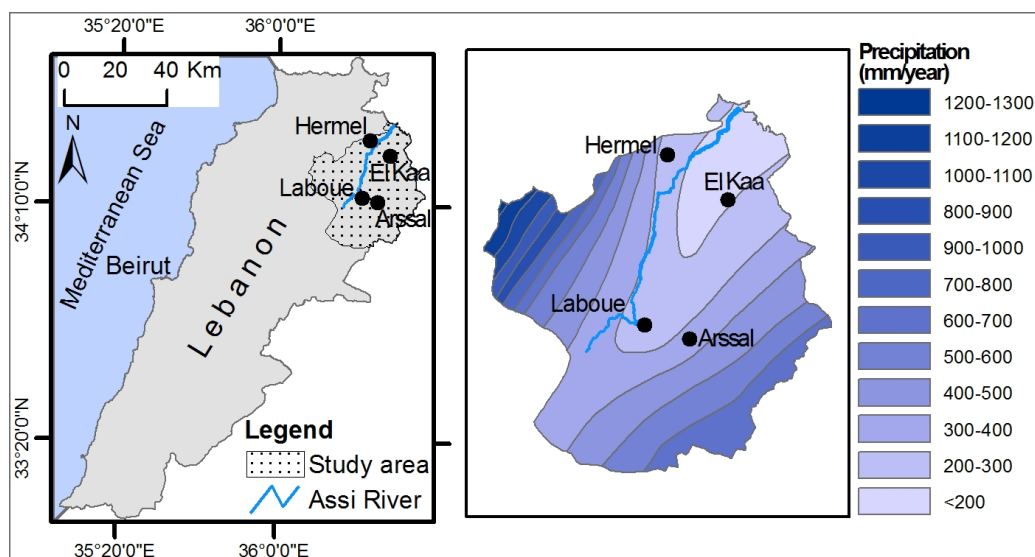 35°20'0"E
36°0'0"E
0 20 40 Km
N
Mediterranean Sea
34°10'0"N
33°20'0"N
Hermel
El Kaa
Laboue
Arssal
Beirut
Lebanon
Legend
Study area
Assi River
35°20'0"E
36°0'0"E
Hermel
El Kaa
Laboue
Arssal
Precipitation
(mm/year)
1200-1300
1100-1200
1000-1100
800-900
900-1000
700-800
600-700
500-600
400-500
300-400
200-300
<200